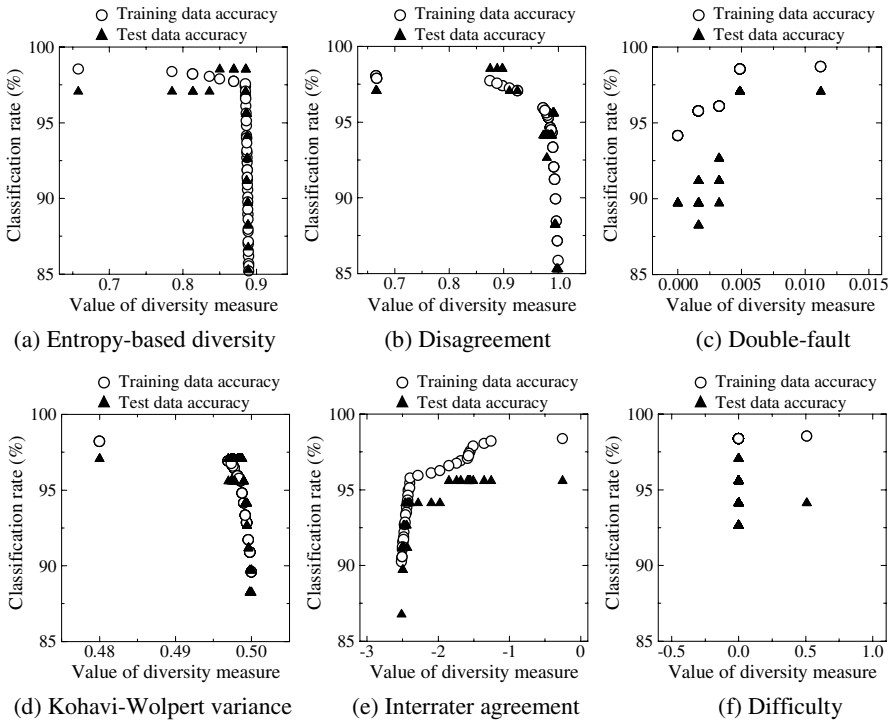 Training data accuracy
Test data accuracy
Classification rate (%)
100
95
90
85
0.7 0.8 0.9
Value of diversity measure
(a) Entropy-based diversity
Training data accuracy
Test data accuracy
Classification rate (%)
100
95
90
85
0.7 0.8 0.9 1.0
Value of diversity measure
(b) Disagreement
Training data accuracy
Test data accuracy
Classification rate (%)
100
95
90
85
0.000 0.005 0.010 0.015
Value of diversity measure
(c) Double-fault
Training data accuracy
Test data accuracy
Classification rate (%)
100
95
90
85
0.48 0.49 0.50
Value of diversity measure
(d) Kohavi-Wolpert variance
Training data accuracy
Test data accuracy
Classification rate (%)
100
95
90
85
-3 -2 -1 0
Value of diversity measure
(e) Interrater agreement
Training data accuracy
Test data accuracy
Classification rate (%)
100
95
90
85
-0.5 0.0 0.5 1.0
Value of diversity measure
(f) Difficulty